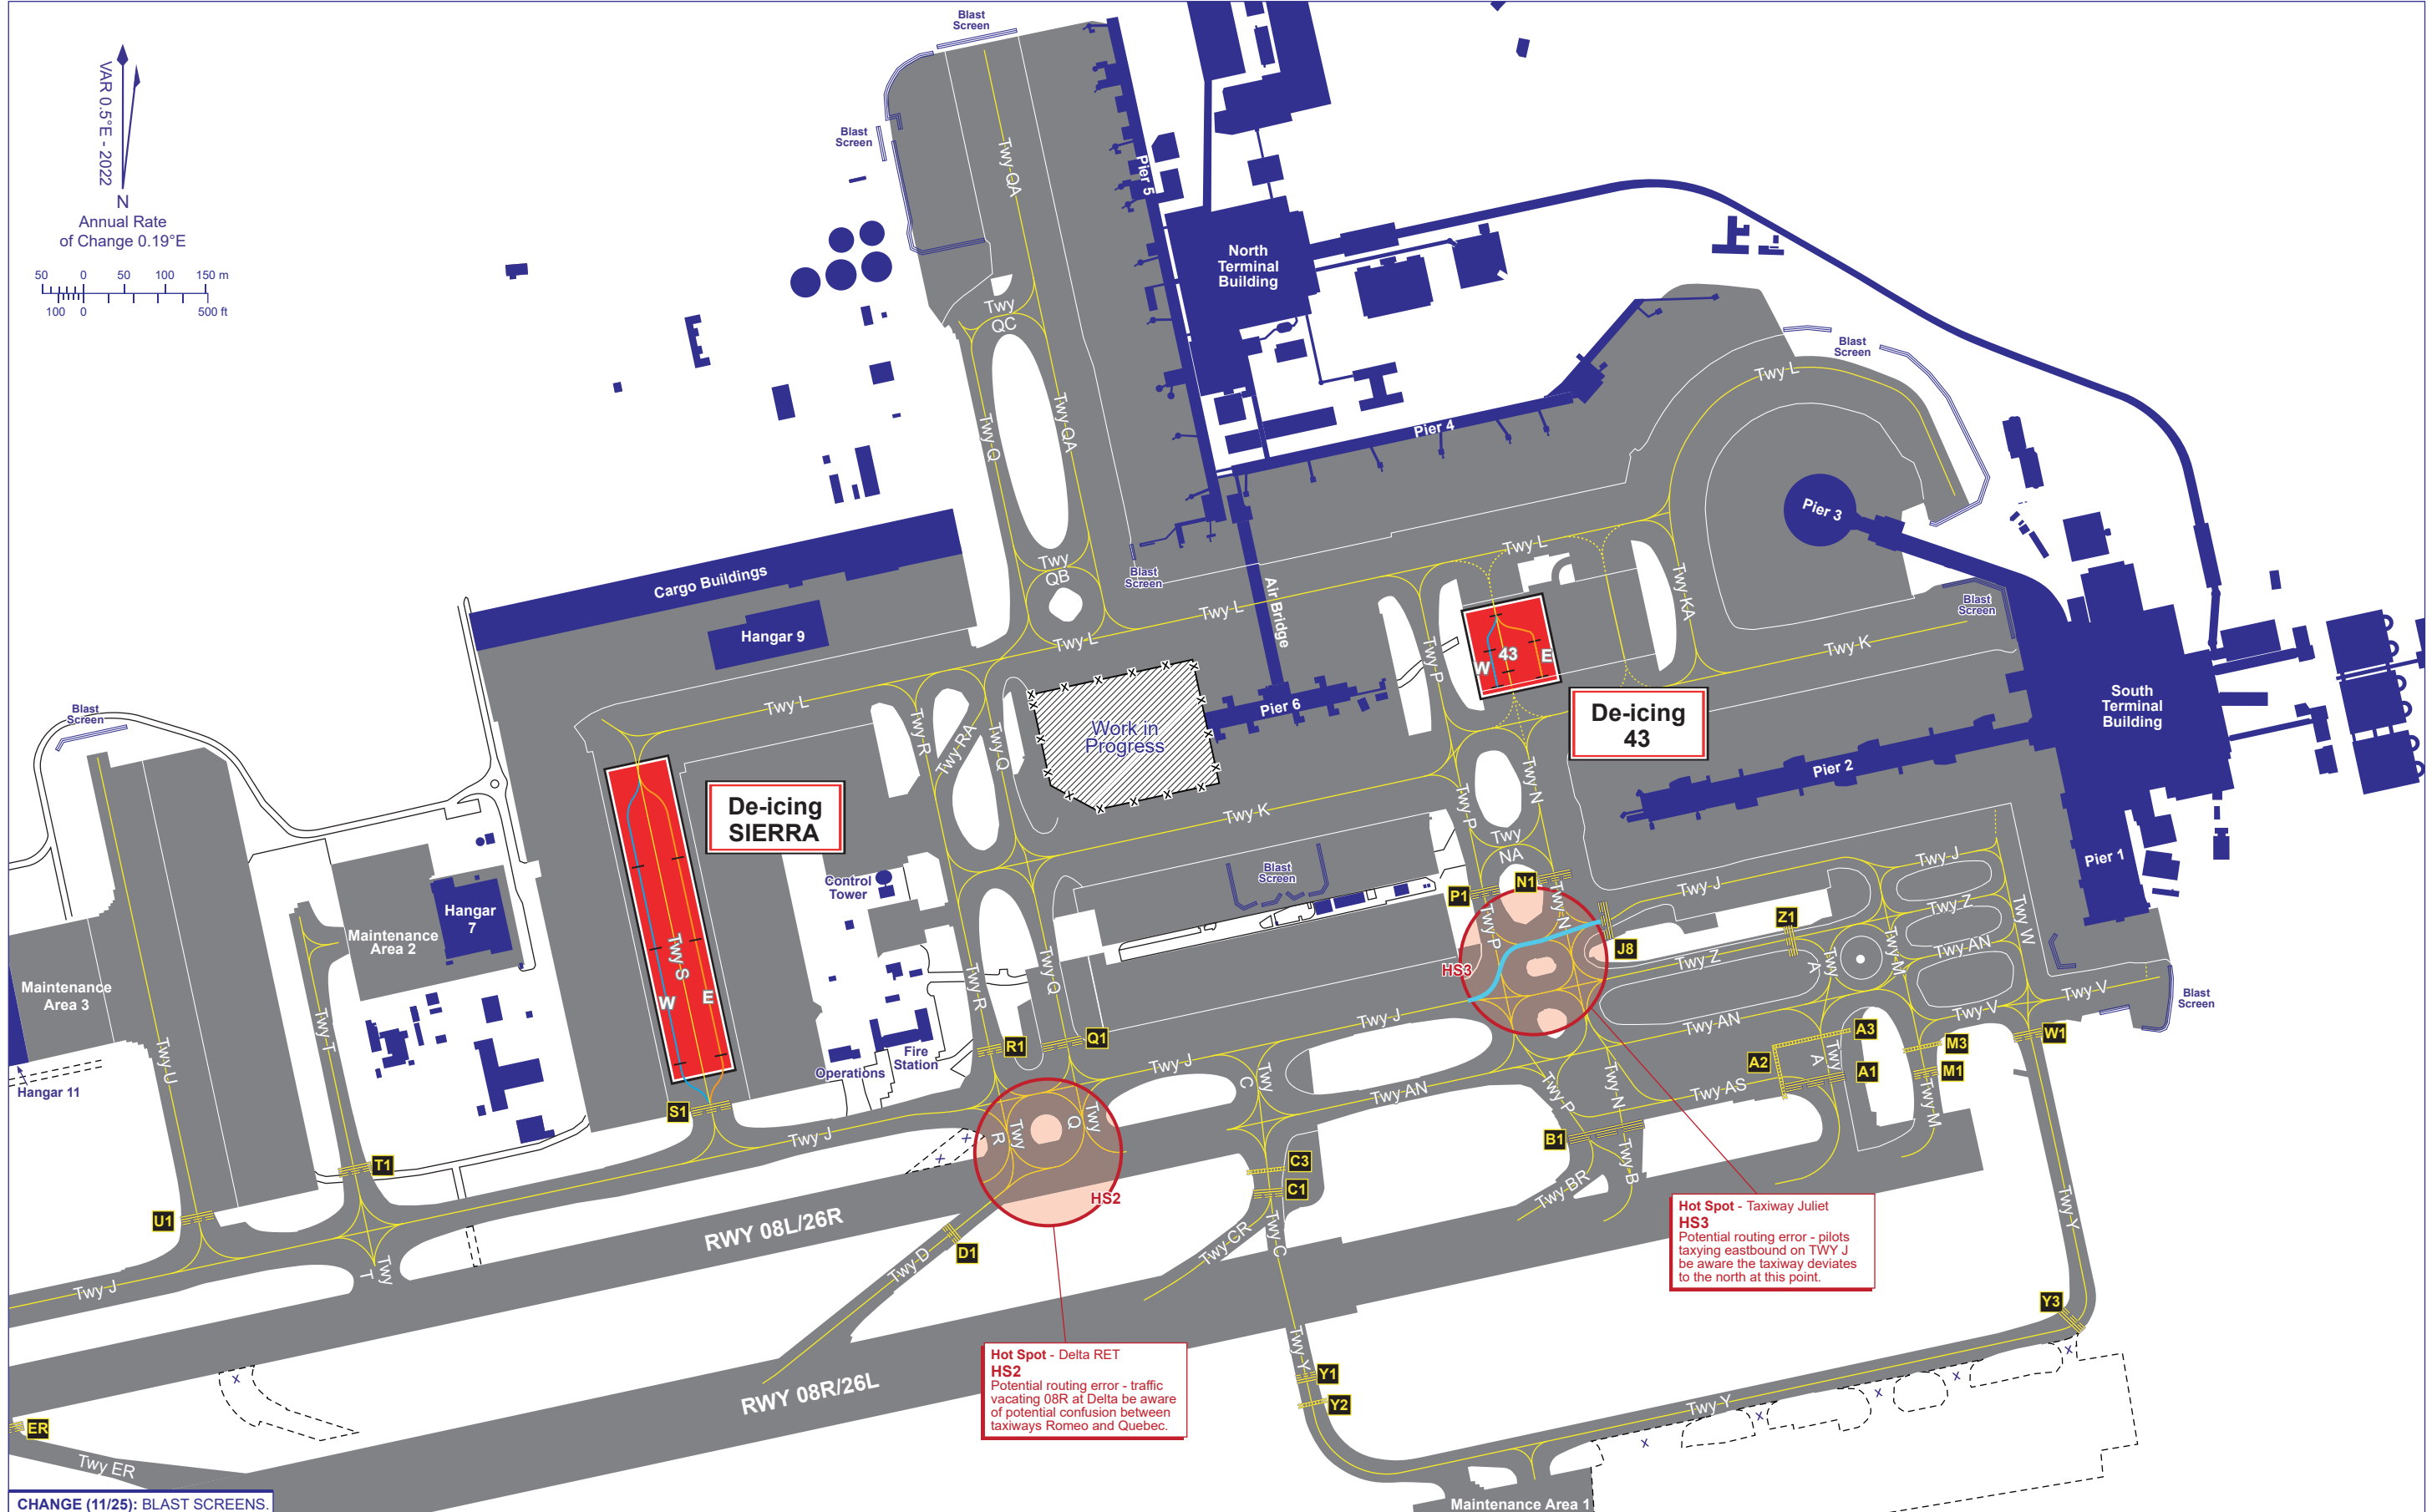 Blast
Screen
Blast
Screen
VAR 0.5°E - 2022
N
Annual Rate
of Change 0.19°E
50 0 50 100 150 m
100 0 500 ft
Twy QA
Pier 5
North
Terminal
Building
Twy
QC
Twy Q
Twy QA
Pier 4
Twy L
Blast
Screen
Pier 3
Cargo Buildings
Hangar 9
Twy
QB
Blast
Screen
Air Bridge
Twy L
Twy L
Twy L
Twy KA
Blast
Screen
Twy K
Twy P
W
43
E
De-icing
43
South
Terminal
Building
Blast
Screen
Twy L
Twy R
Twy RA
Twy Q
Work in
Progress
Pier 6
Pier 2
De-icing
SIERRA
Twy K
Twy P
Twy N
Twy
NA
Pier 1
Control
Tower
Blast
Screen
Hangar
7
Maintenance
Area 2
Maintenance
Area 3
Hangar 11
Twy U
Twy T
Twy S
W
E
Twy R
Twy Q
P1
N1
Twy P
Twy N
HS3
J8
Twy J
Twy J
Z1
Twy Z
Twy Z
Twy AN
Twy W
Twy
A
Twy M
Twy V
Twy V
Blast
Screen
Twy J
Twy AN
A3
A2
A1
Twy
A
M3
M1
W1
Fire
Station
Operations
R1
Q1
Twy J
Twy
C
Twy AN
Twy P
Twy N
Twy AS
Twy M
S1
Twy J
Twy
R
Twy
Q
HS2
B1
Twy B
Twy BR
C3
C1
T1
U1
Twy J
Twy
T
RWY 08L/26R
D1
Twy D
Twy CR
Twy C
Twy Y
Hot Spot - Taxiway Juliet
HS3
Potential routing error - pilots
taxying eastbound on TWY J
be aware the taxiway deviates
to the north at this point.
Y3
RWY 08R/26L
Hot Spot - Delta RET
HS2
Potential routing error - traffic
vacating 08R at Delta be aware
of potential confusion between
taxiways Romeo and Quebec.
Twy Y
Y1
Y2
Twy Y
ER
Twy ER
Maintenance Area 1
CHANGE (11/25): BLAST SCREENS.